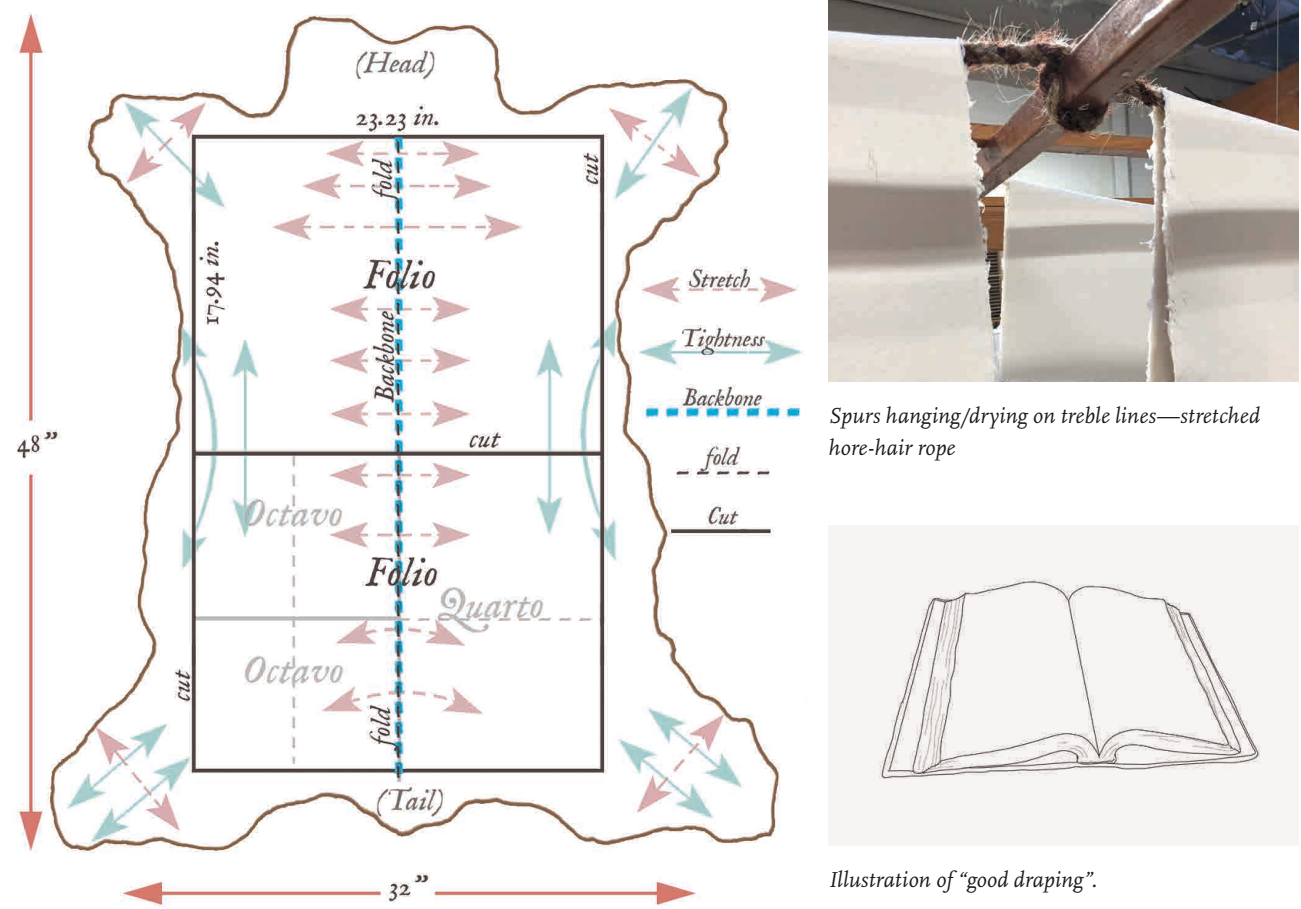 (Head)
23.23 in.
fold
cut
17.94 in.
Folio
Backbone
cut
48”
Octavo
Folio
Quarto
Octavo
cut
fold
(Tail)
32”
Stretch
Tightness
Backbone
fold
Cut
Spurs hanging/drying on treble lines—stretched
hore-hair rope
Illustration of “good draping”.